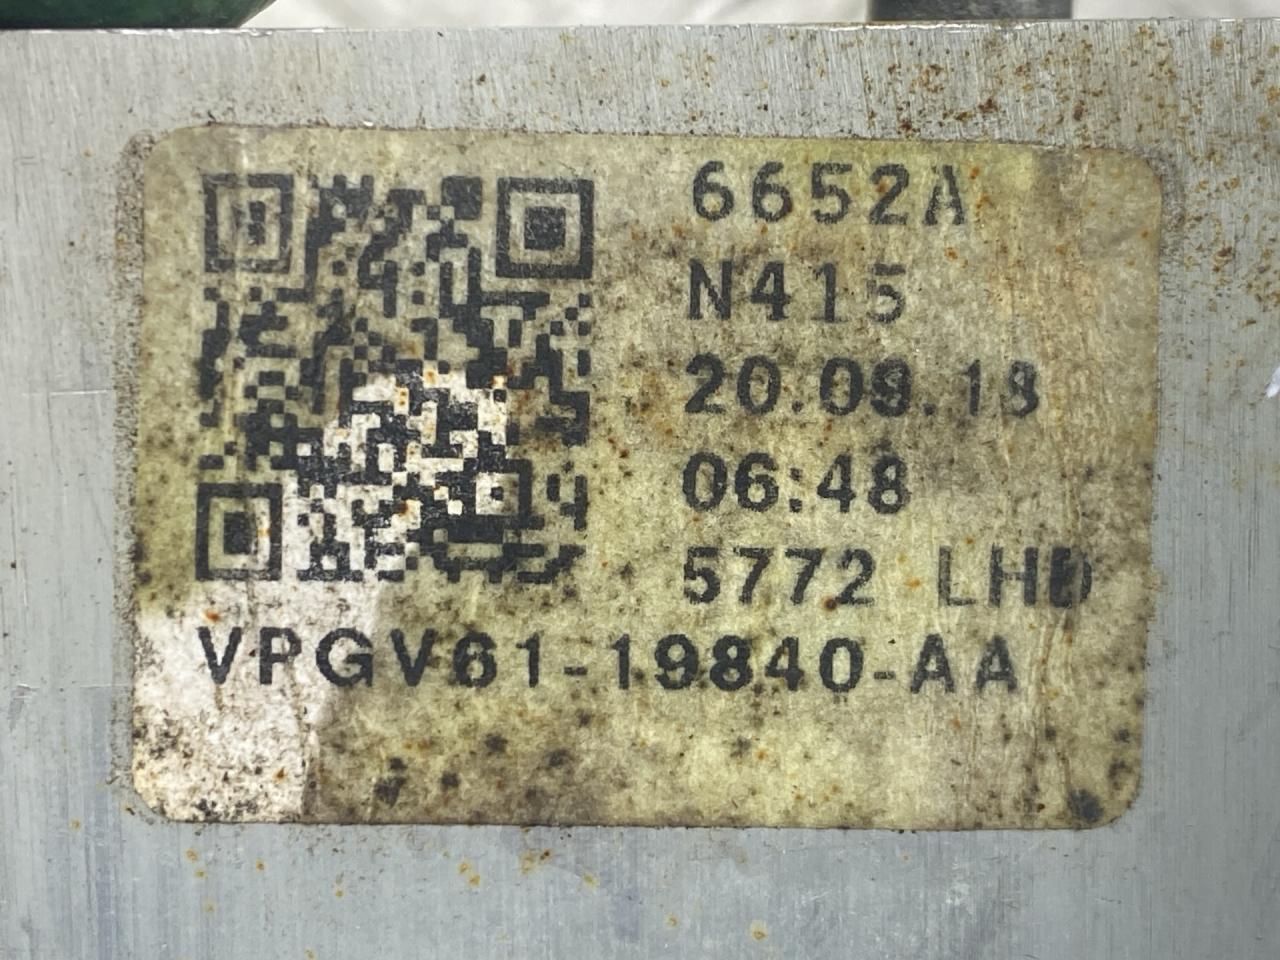 6652A
N415
20.09.18
06:48
5772 LHD
VPGV61-19840-AA